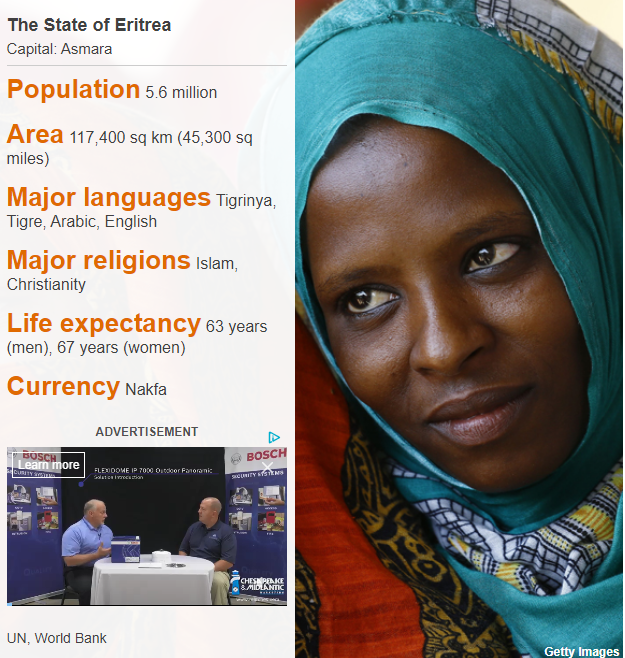 The State of Eritrea
Capital: Asmara
Population 5.6 million
Area 117,400 sq km (45,300 sq
miles)
Major languages Tigrinya,
Tigre, Arabic, English
Major religions Islam,
Christianity
Life expectancy 63 years
(men), 67 years (women)
Currency Nakfa
ADVERTISEMENT
BOSCH
BOSCH
Learn more
FLEXIDOME IP 7000 Outdoor Panoramic
Solution Introduction
SECURITY SYSTEMS
SECURITY SYSTEMS
CHESAPEAKE
& MIDATLANTIC
MARKETING
UN, World Bank
Getty Images